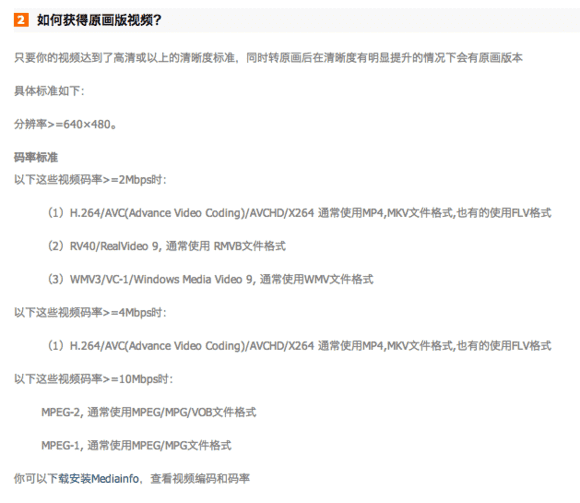 2 如何获得原画版视频？
只要你的视频达到了高清或以上的清晰度标准，同时转原画后在清晰度有明显提升的情况下会有原画版本
具体标准如下：
分辨率>=640×480。
码率标准
以下这些视频码率>=2Mbps时：
（1）H.264/AVC(Advance Video Coding)/AVCHD/X264 通常使用MP4,MKV文件格式,也有的使用FLV格式
（2）RV40/RealVideo 9, 通常使用 RMVB文件格式
（3）WMV3/VC-1/Windows Media Video 9, 通常使用WMV文件格式
以下这些视频码率>=4Mbps时：
（1）H.264/AVC(Advance Video Coding)/AVCHD/X264 通常使用MP4,MKV文件格式,也有的使用FLV格式
以下这些视频码率>=10Mbps时：
MPEG-2, 通常使用MPEG/MPG/VOB文件格式
MPEG-1, 通常使用MPEG/MPG文件格式
你可以下载安装Mediainfo，查看视频编码和码率